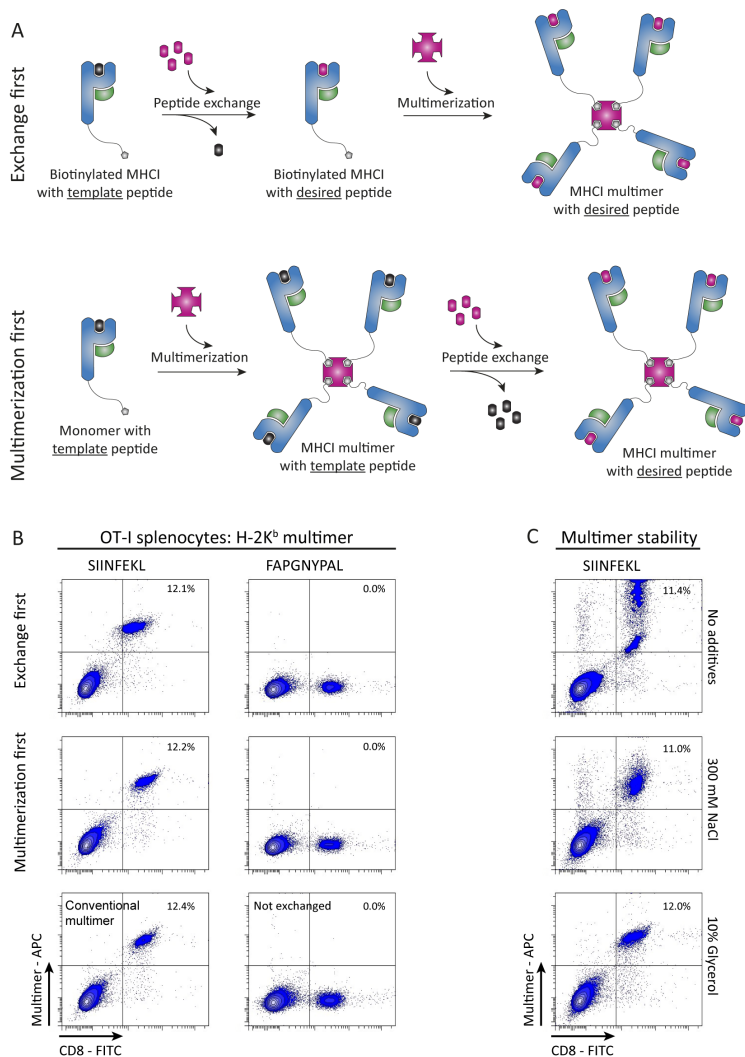 A
Exchange first
Peptide exchange
Multimerization
Biotinylated MHCI
with template peptide
Biotinylated MHCI
with desired peptide
MHCI multimer
with desired peptide
Multimerization first
Multimerization
Peptide exchange
Monomer with
template peptide
MHCI multimer
with template peptide
MHCI multimer
with desired peptide
B
OT-I splenocytes: H-2Kᵇ multimer
SIINFEKL
FAPGNYPAL
Exchange first
12.1%
0.0%
Multimerization first
12.2%
0.0%
Conventional
multimer
12.4%
Not exchanged
0.0%
Multimer - APC
CD8 - FITC
C
Multimer stability
SIINFEKL
11.4%
No additives
11.0%
300 mM NaCl
12.0%
10% Glycerol
Multimer - APC
CD8 - FITC